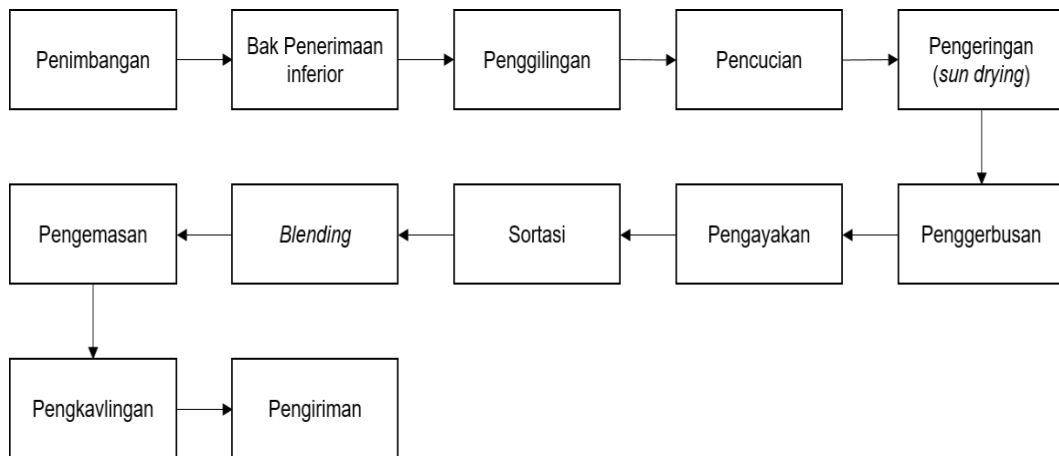 Penimbangan
Bak Penerimaan
inferior
Penggilingan
Pencucian
Pengeringan
(sun drying)
Penggerbusan
Pengayakan
Sortasi
Blending
Pengemasan
Pengkavlingan
Pengiriman